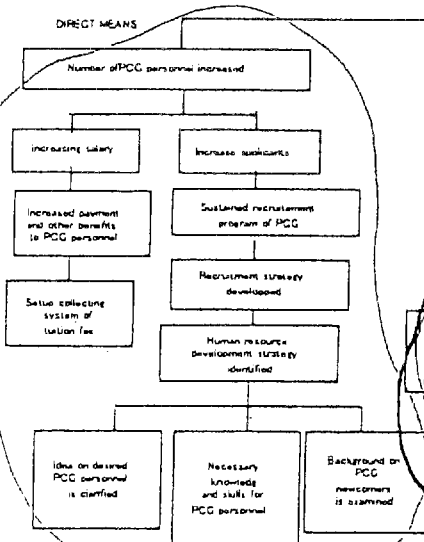 DIRECT MEANS
Number of PCG personnel increased
increasing salary
Increase applicants
Increased payment
and other benefits
to PCG personnel
Sustained recruitement
program of PCG
Setup collecting
system of
tuition fee
Recruitment strategy
developped
Human resource
development strategy
identified
Idea on desired
PCG personnel
is clarified
Necessary
knowledge
and skills for
PCG personnel
Background on
PCG
newcomers
is examined